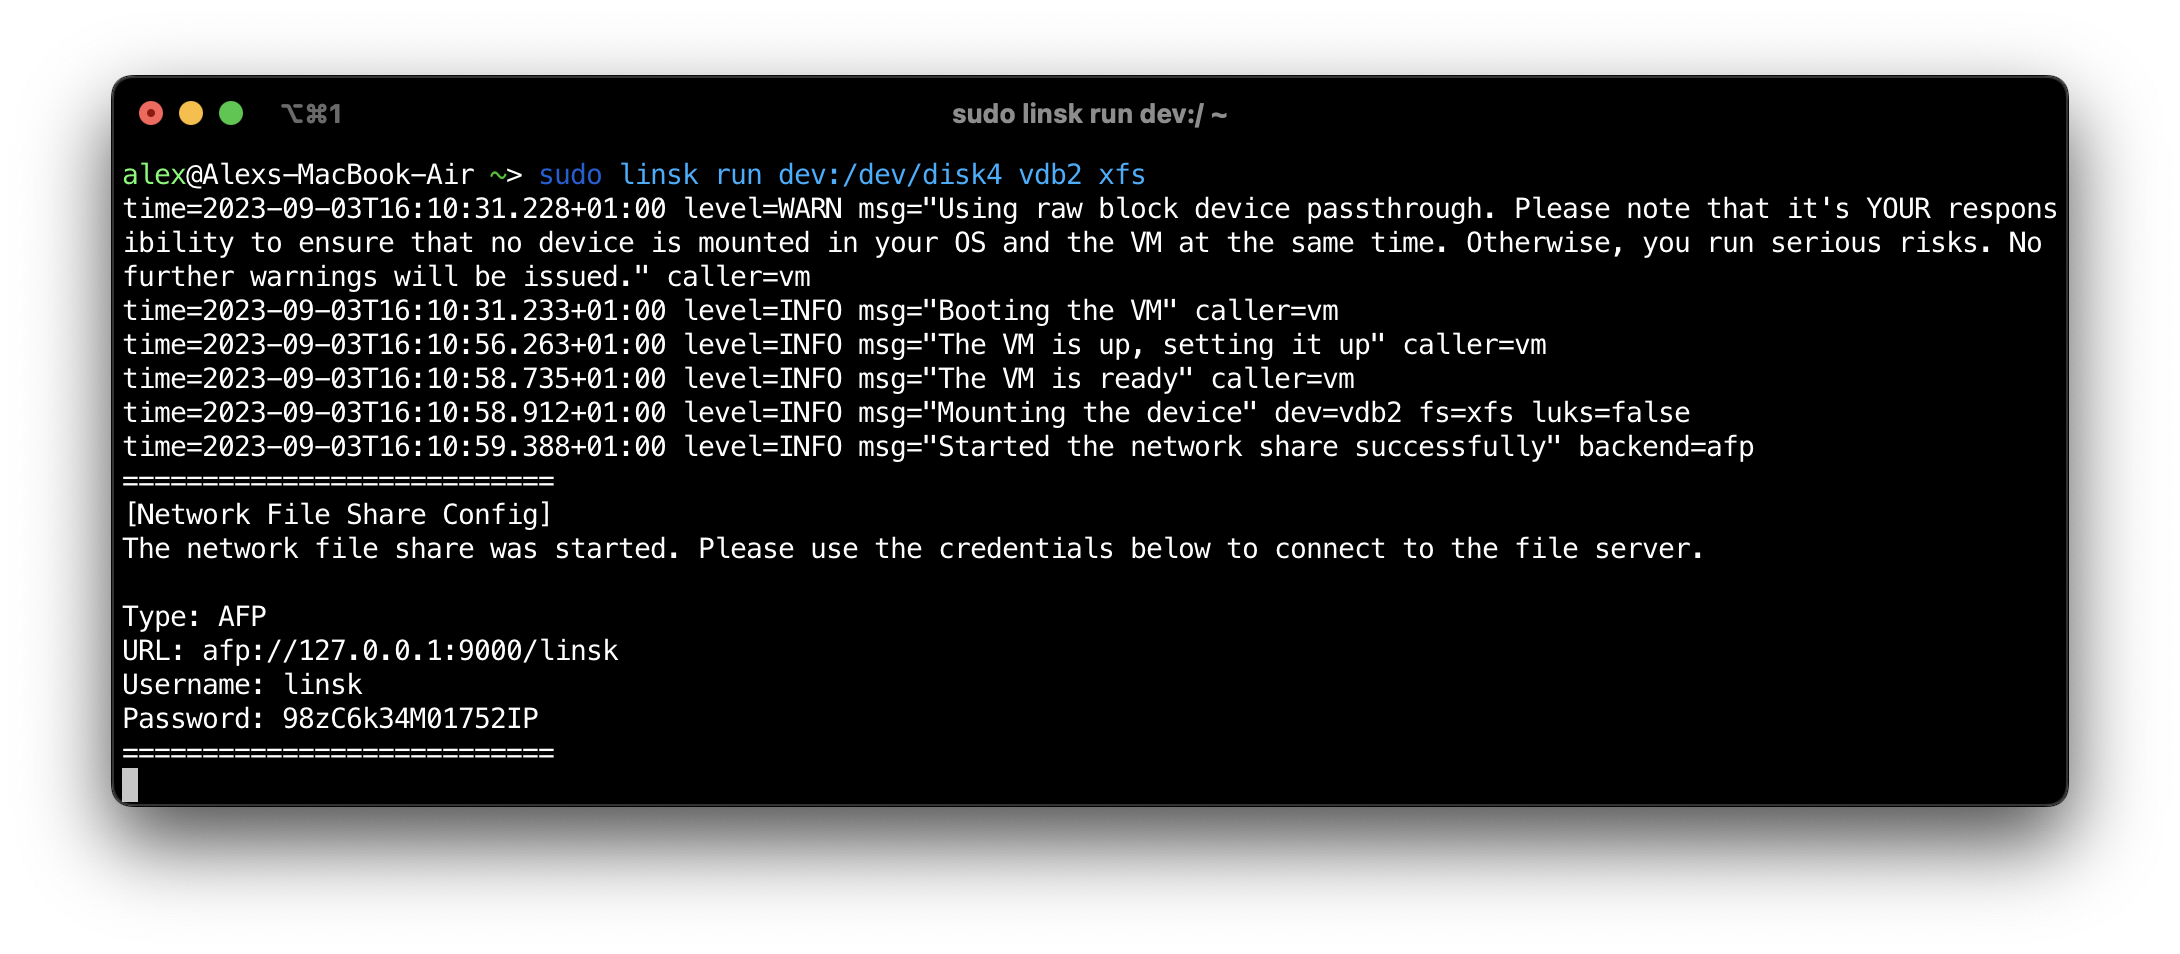 ⌥⌘1
sudo linsk run dev:/ ~
alex@Alexs-MacBook-Air ~> sudo linsk run dev:/dev/disk4 vdb2 xfs
time=2023-09-03T16:10:31.228+01:00 level=WARN msg="Using raw block device passthrough. Please note that it's YOUR respons
ibility to ensure that no device is mounted in your OS and the VM at the same time. Otherwise, you run serious risks. No
further warnings will be issued." caller=vm
time=2023-09-03T16:10:31.233+01:00 level=INFO msg="Booting the VM" caller=vm
time=2023-09-03T16:10:56.263+01:00 level=INFO msg="The VM is up, setting it up" caller=vm
time=2023-09-03T16:10:58.735+01:00 level=INFO msg="The VM is ready" caller=vm
time=2023-09-03T16:10:58.912+01:00 level=INFO msg="Mounting the device" dev=vdb2 fs=xfs luks=false
time=2023-09-03T16:10:59.388+01:00 level=INFO msg="Started the network share successfully" backend=afp
===========================
[Network File Share Config]
The network file share was started. Please use the credentials below to connect to the file server.
Type: AFP
URL: afp://127.0.0.1:9000/linsk
Username: linsk
Password: 98zC6k34M01752IP
===========================